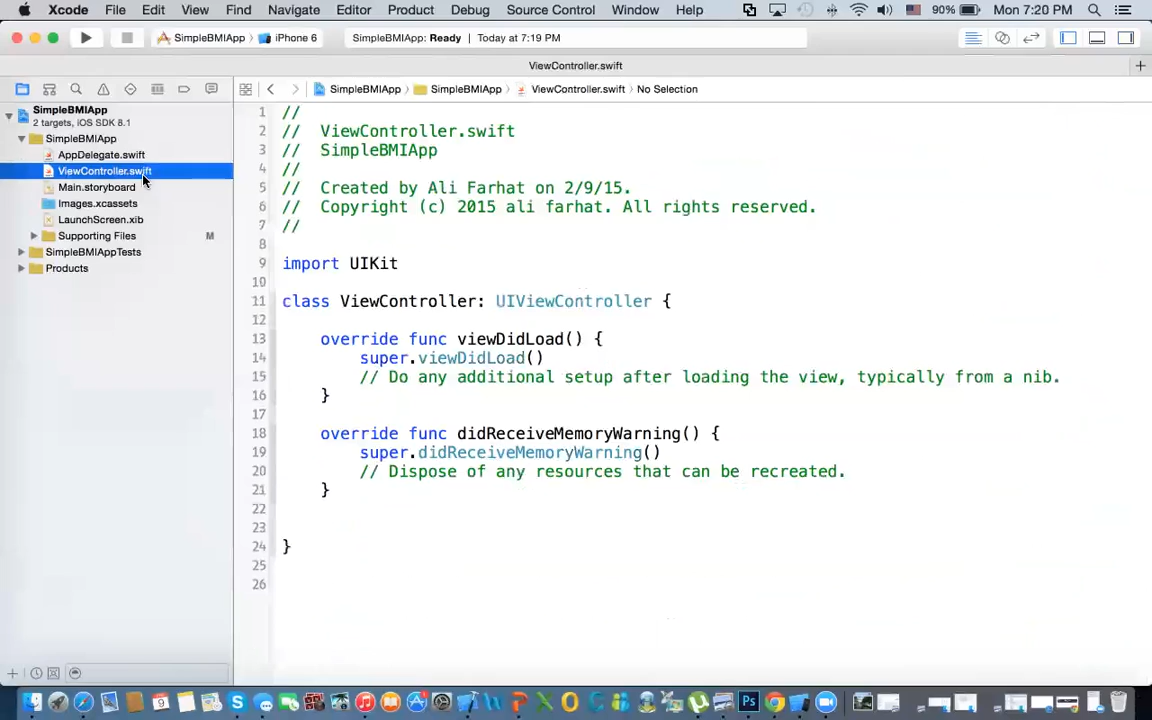 Xcode File Edit View Find Navigate Editor Product Debug Source Control Window Help 90% Mon 7:20 PM
SimpleBMIApp iPhone 6 SimpleBMIApp: Ready Today at 7:19 PM
ViewController.swift
SimpleBMIApp SimpleBMIApp ViewController.swift No Selection
SimpleBMIApp
2 targets, iOS SDK 8.1
SimpleBMIApp
AppDelegate.swift
ViewController.swift
Main.storyboard
Images.xcassets
LaunchScreen.xib
Supporting Files M
SimpleBMIAppTests
Products
1 //
2 // ViewController.swift
3 // SimpleBMIApp
4 //
5 // Created by Ali Farhat on 2/9/15.
6 // Copyright (c) 2015 ali farhat. All rights reserved.
7 //
8
9 import UIKit
10
11 class ViewController: UIViewController {
12
13 override func viewDidLoad() {
14 super.viewDidLoad()
15 // Do any additional setup after loading the view, typically from a nib.
16 }
17
18 override func didReceiveMemoryWarning() {
19 super.didReceiveMemoryWarning()
20 // Dispose of any resources that can be recreated.
21 }
22
23
24 }
25
26
Ps